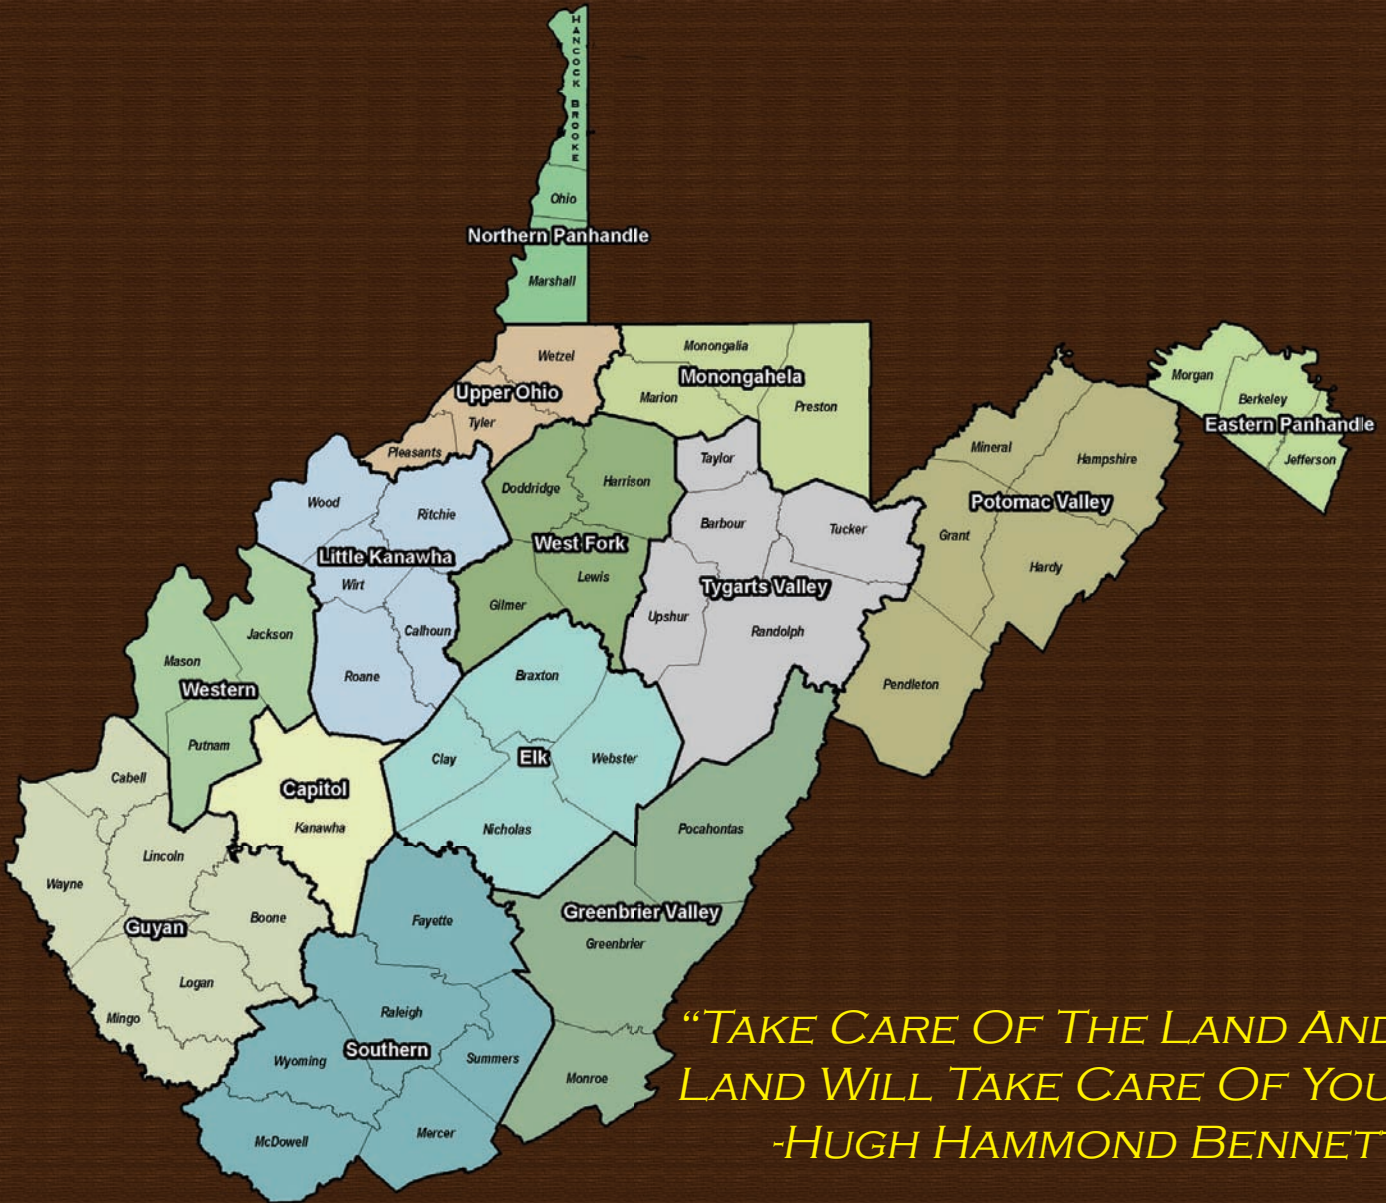 HANCOCK BROOKE
Ohio
Northern Panhandle
Marshall
Wetzel
Upper Ohio
Tyler
Pleasants
Monongalia
Monongahela
Marion
Preston
Morgan
Berkeley
Eastern Panhandle
Jefferson
Mineral
Hampshire
Potomac Valley
Grant
Hardy
Pendleton
Taylor
Barbour
Tucker
Tygarts Valley
Upshur
Randolph
Doddridge
Harrison
West Fork
Lewis
Gilmer
Wood
Ritchie
Little Kanawha
Wirt
Calhoun
Roane
Jackson
Mason
Western
Putnam
Braxton
Clay
Elk
Webster
Nicholas
Capitol
Kanawha
Cabell
Lincoln
Wayne
Guyan
Boone
Logan
Mingo
Pocahontas
Greenbrier Valley
Greenbrier
Monroe
Fayette
Raleigh
Southern
Wyoming
Summers
McDowell
Mercer
“TAKE CARE OF THE LAND AND
LAND WILL TAKE CARE OF YOU
-HUGH HAMMOND BENNET